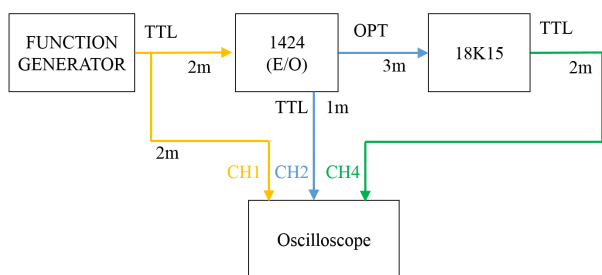 FUNCTION
GENERATOR
TTL
2m
1424
(E/O)
OPT
3m
18K15
TTL
2m
TTL
1m
2m
CH1
CH2
CH4
Oscilloscope